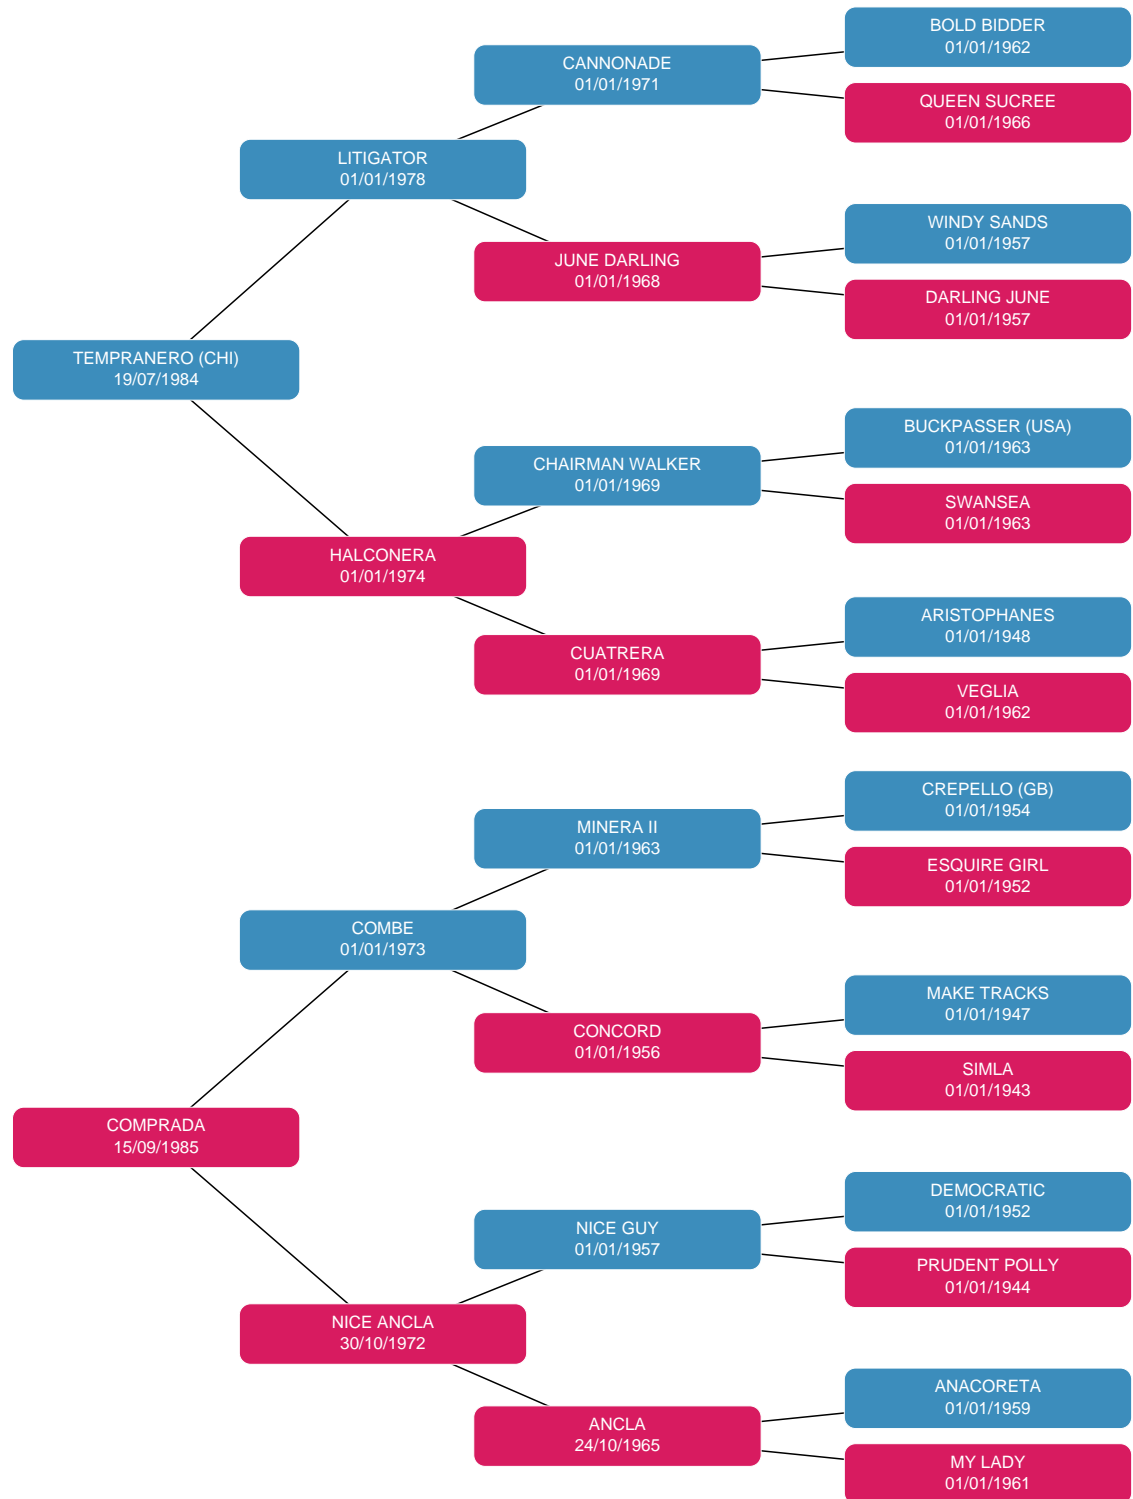 BOLD BIDDER
01/01/1962
CANNONADE
01/01/1971
QUEEN SUCREE
01/01/1966
LITIGATOR
01/01/1978
WINDY SANDS
01/01/1957
JUNE DARLING
01/01/1968
DARLING JUNE
01/01/1957
TEMPRANERO (CHI)
19/07/1984
BUCKPASSER (USA)
01/01/1963
CHAIRMAN WALKER
01/01/1969
SWANSEA
01/01/1963
HALCONERA
01/01/1974
ARISTOPHANES
01/01/1948
CUATRERA
01/01/1969
VEGLIA
01/01/1962
CREPELLO (GB)
01/01/1954
MINERA II
01/01/1963
ESQUIRE GIRL
01/01/1952
COMBE
01/01/1973
MAKE TRACKS
01/01/1947
CONCORD
01/01/1956
SIMLA
01/01/1943
COMPRADA
15/09/1985
DEMOCRATIC
01/01/1952
NICE GUY
01/01/1957
PRUDENT POLLY
01/01/1944
NICE ANCLA
30/10/1972
ANACORETA
01/01/1959
ANCLA
24/10/1965
MY LADY
01/01/1961